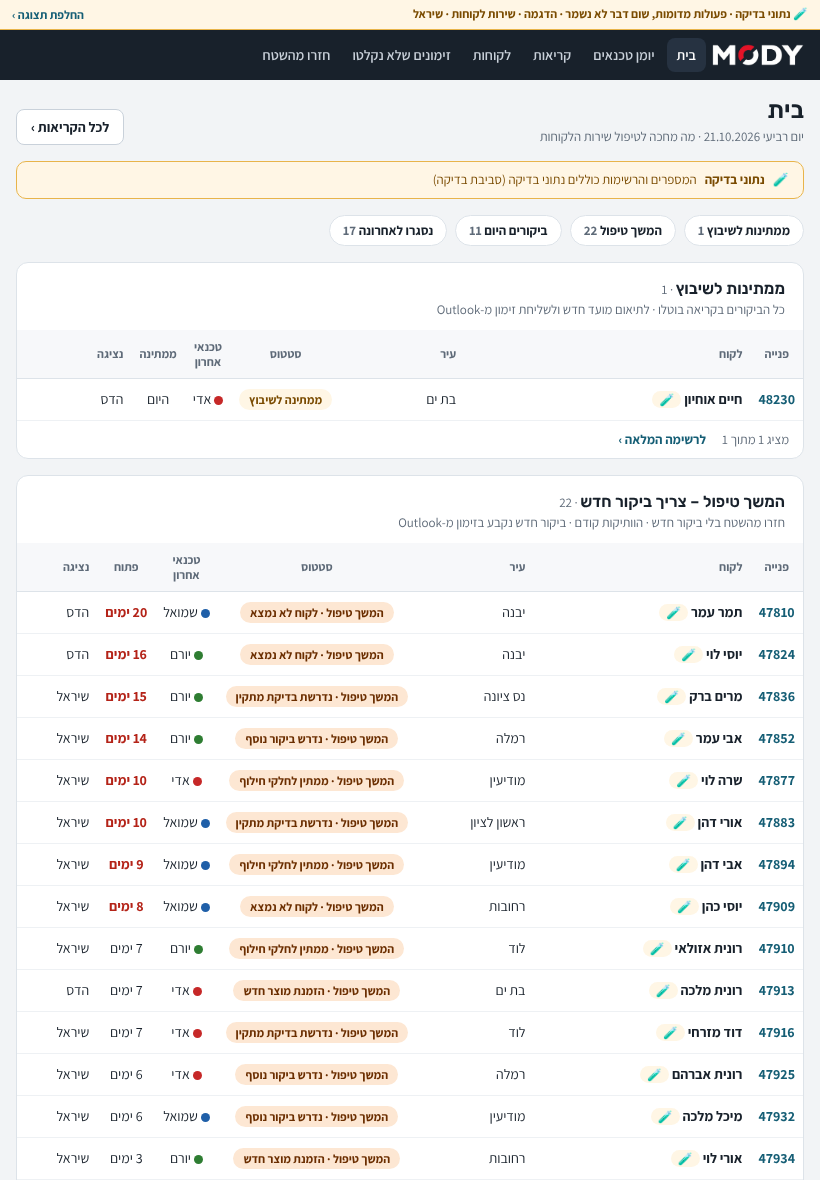 🧪 נתוני בדיקה · פעולות מדומות, שום דבר לא נשמר · הדגמה · שירות לקוחות · שיראל
החלפת תצוגה ›
MODY בית יומן טכנאים קריאות לקוחות זימונים שלא נקלטו חזרו מהשטח
בית
יום רביעי 21.10.2026 · מה מחכה לטיפול שירות הלקוחות
לכל הקריאות ›
🧪 נתוני בדיקה המספרים והרשימות כוללים נתוני בדיקה (סביבת בדיקה)
ממתינות לשיבוץ 1 המשך טיפול 22 ביקורים היום 11 נסגרו לאחרונה 17
ממתינות לשיבוץ · 1
כל הביקורים בקריאה בוטלו · לתיאום מועד חדש ולשליחת זימון מ-Outlook
פנייה לקוח עיר סטטוס טכנאי אחרון ממתינה נציגה
48230 חיים אוחיון 🧪 בת ים ממתינה לשיבוץ אדי היום הדס
מציג 1 מתוך 1 לרשימה המלאה ›
המשך טיפול – צריך ביקור חדש · 22
חזרו מהשטח בלי ביקור חדש · הוותיקות קודם · ביקור חדש נקבע בזימון מ-Outlook
פנייה לקוח עיר סטטוס טכנאי אחרון פתוח נציגה
47810 תמר עמר 🧪 יבנה המשך טיפול · לקוח לא נמצא שמואל 20 ימים הדס
47824 יוסי לוי 🧪 יבנה המשך טיפול · לקוח לא נמצא יורם 16 ימים הדס
47836 מרים ברק 🧪 נס ציונה המשך טיפול · נדרשת בדיקת מתקין יורם 15 ימים שיראל
47852 אבי עמר 🧪 רמלה המשך טיפול · נדרש ביקור נוסף יורם 14 ימים שיראל
47877 שרה לוי 🧪 מודיעין המשך טיפול · ממתין לחלקי חילוף אדי 10 ימים שיראל
47883 אורי דהן 🧪 ראשון לציון המשך טיפול · נדרשת בדיקת מתקין שמואל 10 ימים שיראל
47894 אבי דהן 🧪 מודיעין המשך טיפול · ממתין לחלקי חילוף שמואל 9 ימים שיראל
47909 יוסי כהן 🧪 רחובות המשך טיפול · לקוח לא נמצא שמואל 8 ימים שיראל
47910 רונית אזולאי 🧪 לוד המשך טיפול · ממתין לחלקי חילוף יורם 7 ימים שיראל
47913 רונית מלכה 🧪 בת ים המשך טיפול · הזמנת מוצר חדש אדי 7 ימים הדס
47916 דוד מזרחי 🧪 לוד המשך טיפול · נדרשת בדיקת מתקין אדי 7 ימים שיראל
47925 רונית אברהם 🧪 רמלה המשך טיפול · נדרש ביקור נוסף אדי 6 ימים שיראל
47932 מיכל מלכה 🧪 מודיעין המשך טיפול · נדרש ביקור נוסף שמואל 6 ימים שיראל
47934 אורי לוי 🧪 רחובות המשך טיפול · הזמנת מוצר חדש יורם 3 ימים שיראל